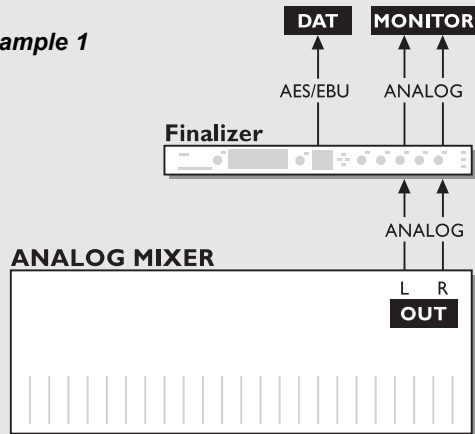 ample 1
DAT MONITOR
AES/EBU ANALOG
Finalizer
ANALOG
ANALOG MIXER
L R
OUT